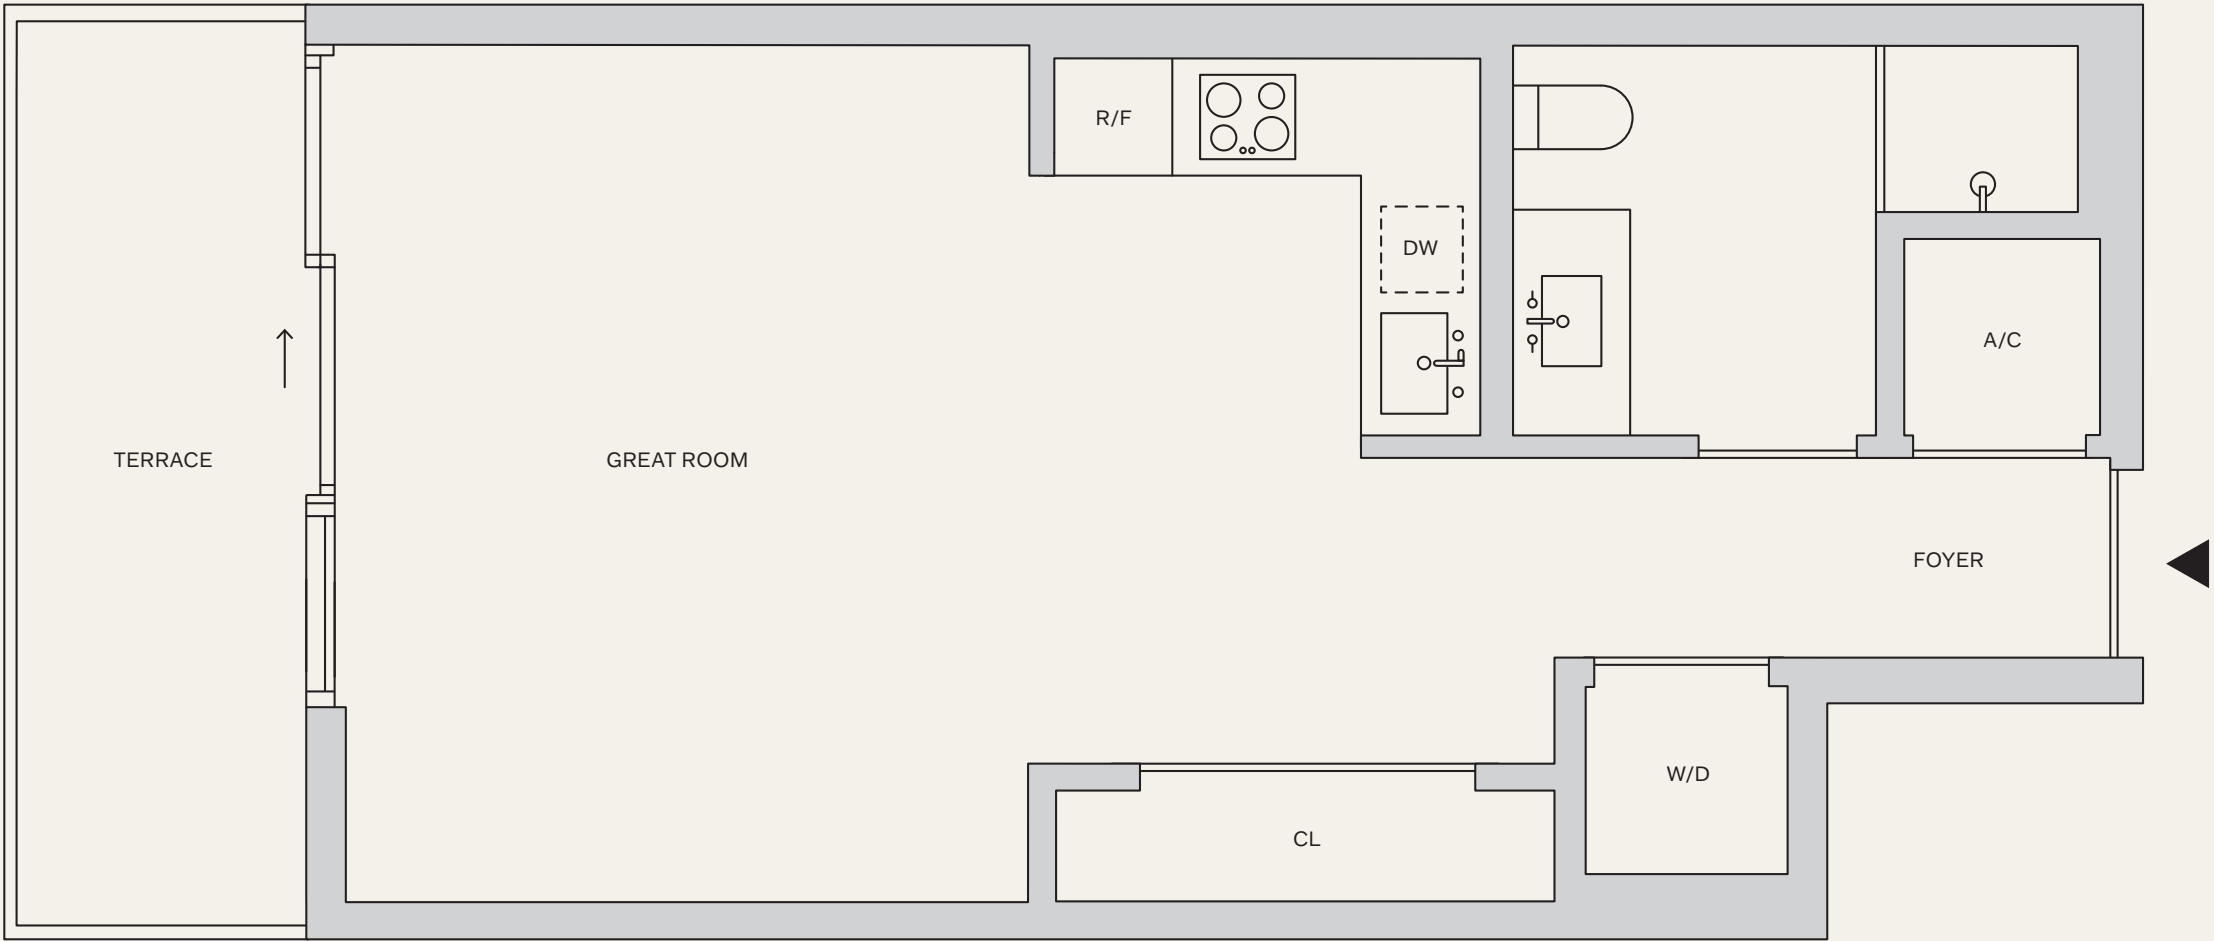 R/F
DW
A/C
TERRACE
GREAT ROOM
FOYER
W/D
CL